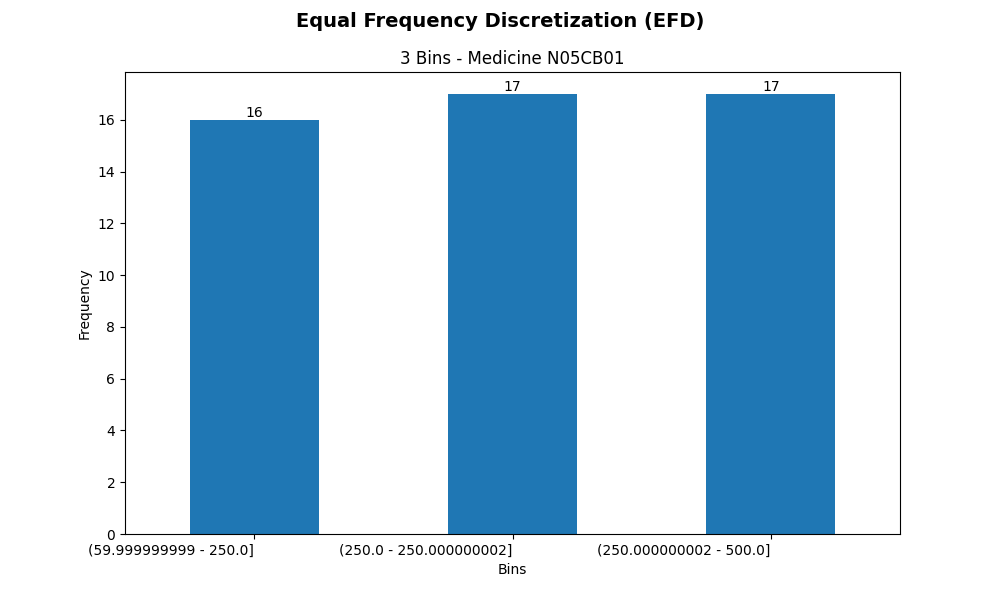 Equal Frequency Discretization (EFD)
3 Bins - Medicine N05CB01
16
17
17
16
14
12
10
8
6
4
2
0
Frequency
(59.999999999 - 250.0]
(250.0 - 250.000000002]
(250.000000002 - 500.0]
Bins